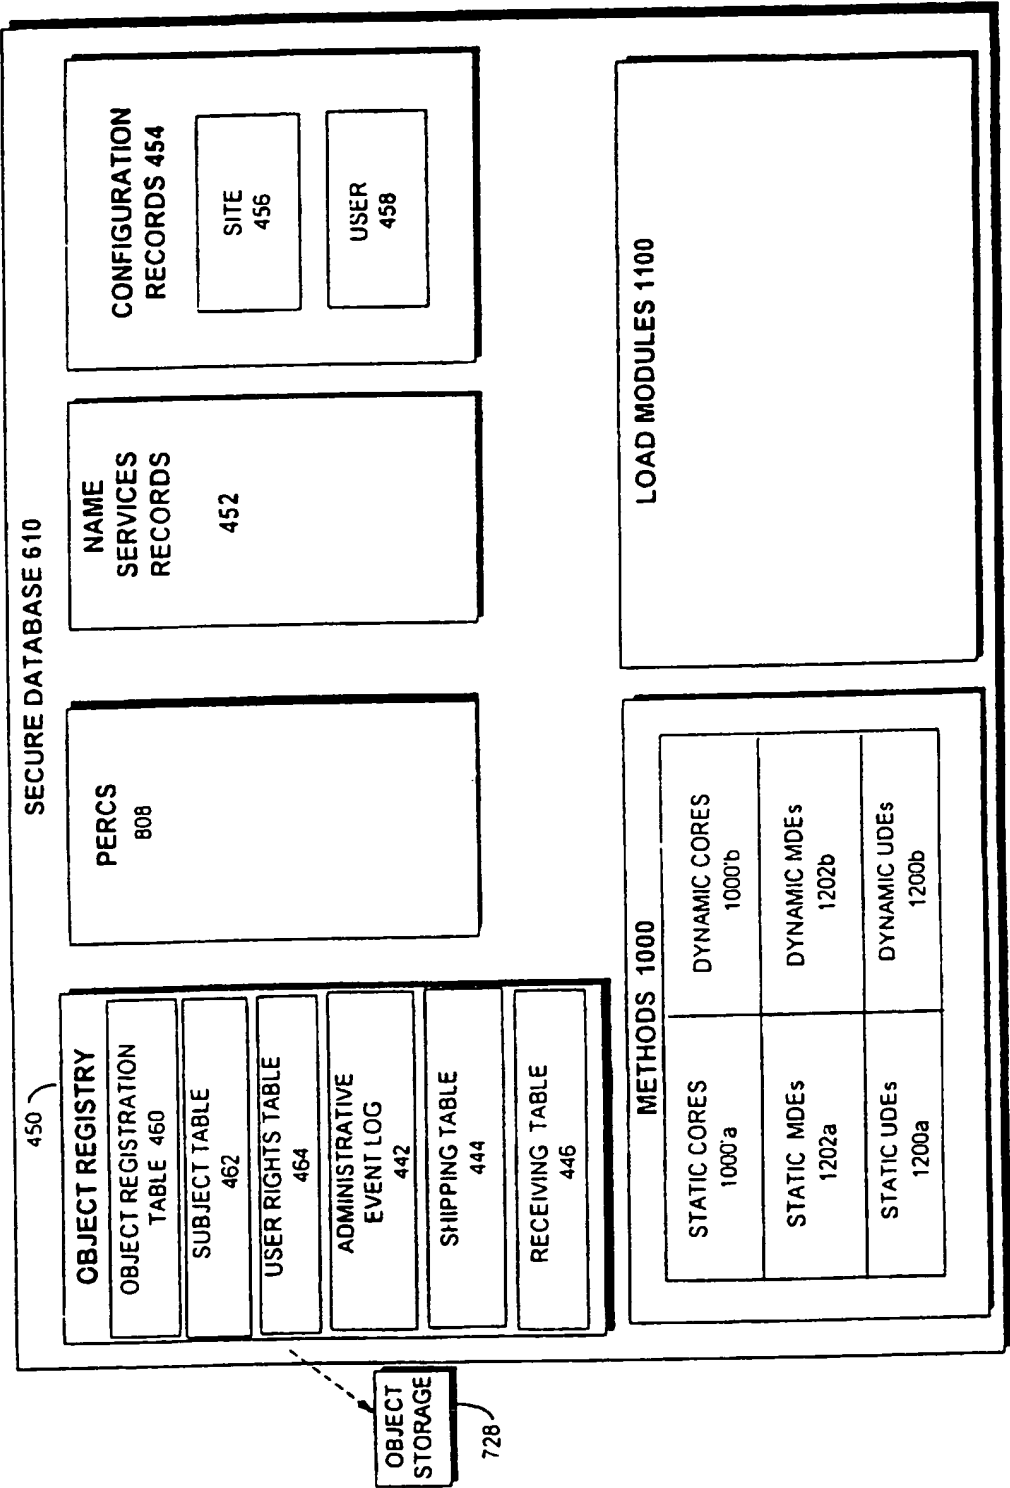 SECURE DATABASE 610
450
OBJECT REGISTRY
OBJECT REGISTRATION
TABLE 460
SUBJECT TABLE
462
USER RIGHTS TABLE
464
ADMINISTRATIVE
EVENT LOG
442
SHIPPING TABLE
444
RECEIVING TABLE
446
OBJECT
STORAGE
728
PERCS
808
NAME
SERVICES
RECORDS
452
CONFIGURATION
RECORDS 454
SITE
456
USER
458
METHODS 1000
STATIC CORES
1000'a
DYNAMIC CORES
1000'b
STATIC MDEs
1202a
DYNAMIC MDEs
1202b
STATIC UDEs
1200a
DYNAMIC UDEs
1200b
LOAD MODULES 1100